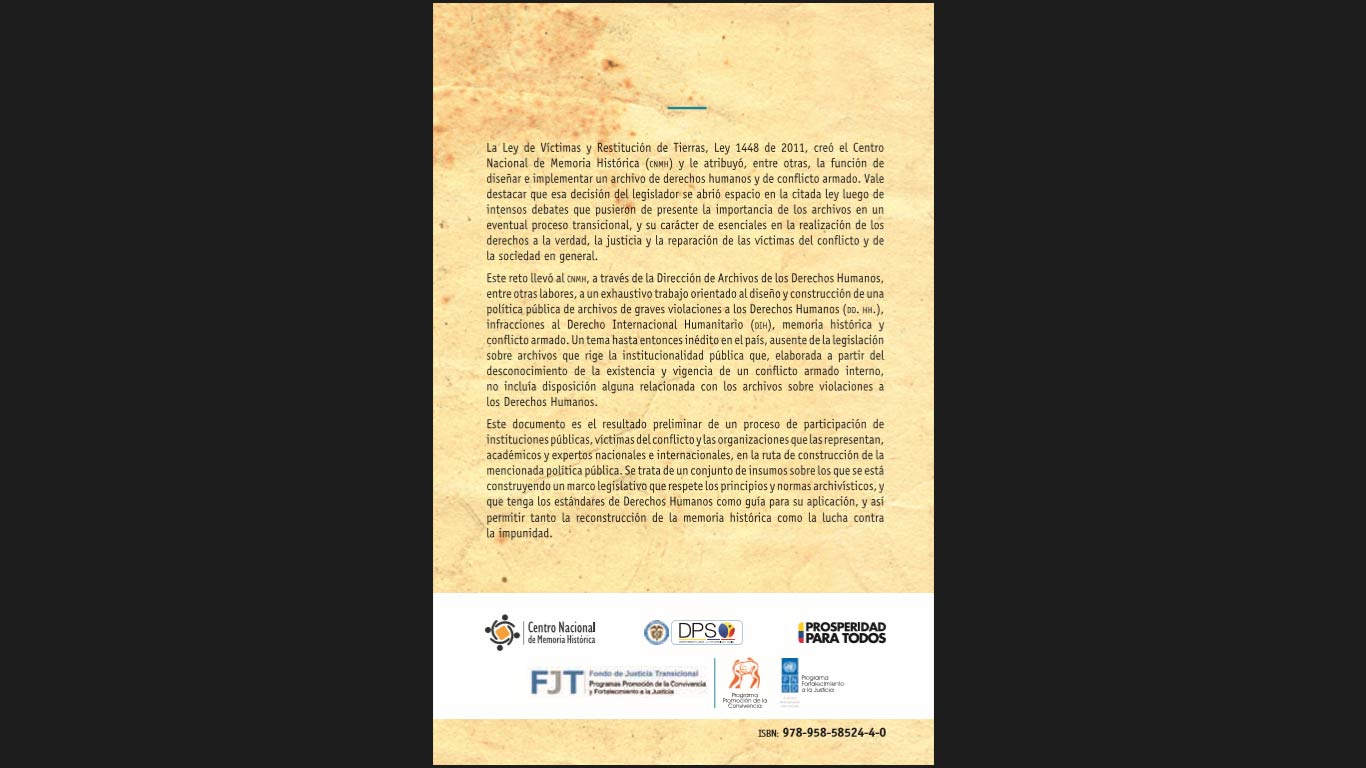 La Ley de Víctimas y Restitución de Tierras, Ley 1448 de 2011, creó el Centro
Nacional de Memoria Histórica (CNMH) y le atribuyó, entre otras, la función de
diseñar e implementar un archivo de derechos humanos y de conflicto armado. Vale
destacar que esa decisión del legislador se abrió espacio en la citada ley luego de
intensos debates que pusieron de presente la importancia de los archivos en un
eventual proceso transicional, y su carácter de esenciales en la realización de los
derechos a la verdad, la justicia y la reparación de las víctimas del conflicto y de
la sociedad en general.
Este reto llevó al CNMH, a través de la Dirección de Archivos de los Derechos Humanos,
entre otras labores, a un exhaustivo trabajo orientado al diseño y construcción de una
política pública de archivos de graves violaciones a los Derechos Humanos (DD. HH.),
infracciones al Derecho Internacional Humanitario (DIH), memoria histórica y
conflicto armado. Un tema hasta entonces inédito en el país, ausente de la legislación
sobre archivos que rige la institucionalidad pública que, elaborada a partir del
desconocimiento de la existencia y vigencia de un conflicto armado interno,
no incluía disposición alguna relacionada con los archivos sobre violaciones a
los Derechos Humanos.
Este documento es el resultado preliminar de un proceso de participación de
instituciones públicas, víctimas del conflicto y las organizaciones que las representan,
académicos y expertos nacionales e internacionales, en la ruta de construcción de la
mencionada política pública. Se trata de un conjunto de insumos sobre los que se está
construyendo un marco legislativo que respete los principios y normas archivísticos, y
que tenga los estándares de Derechos Humanos como guía para su aplicación, y así
permitir tanto la reconstrucción de la memoria histórica como la lucha contra
la impunidad.
Centro Nacional
de Memoria Histórica
DPS
PROSPERIDAD
PARA TODOS
FJT
Fondo de Justicia Transicional
Programas Promoción de la Convivencia
y Fortalecimiento a la Justicia
Programa
Promoción de la
Convivencia
PNUD
Programa
Fortalecimiento
a la Justicia
ISBN: 978-958-58524-4-0